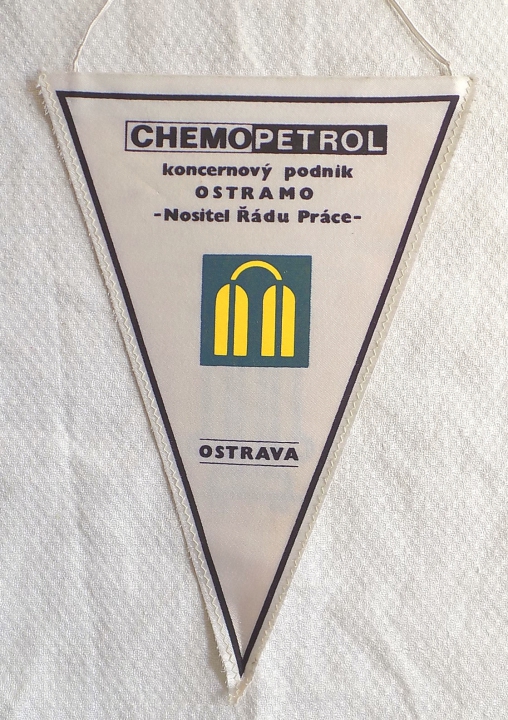 CHEMOPETROL
koncernový podnik
OSTRAMO
-Nositel Řádu Práce-
OSTRAVA